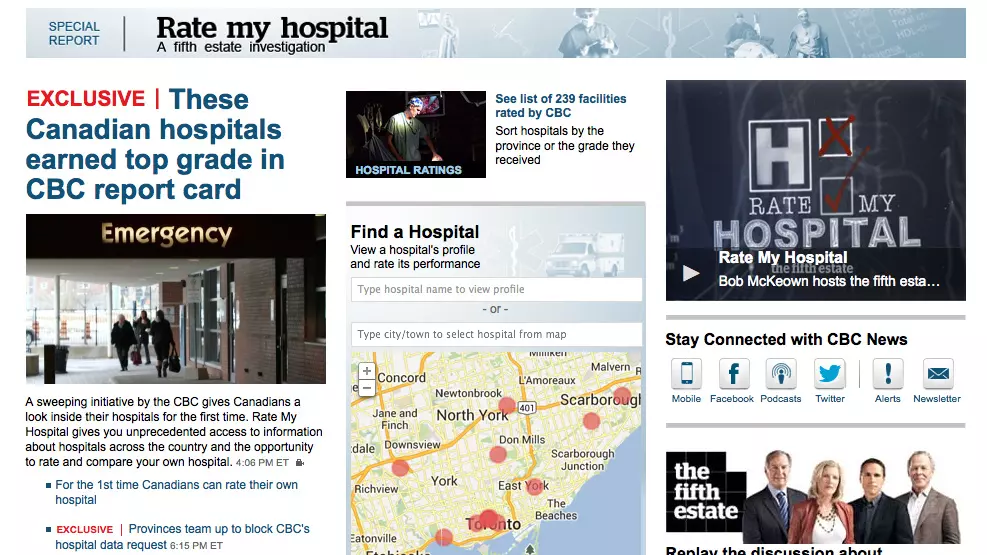 SPECIAL
REPORT
Rate my hospital
A fifth estate investigation
EXCLUSIVE | These
Canadian hospitals
earned top grade in
CBC report card
Emergency
A sweeping initiative by the CBC gives Canadians a
look inside their hospitals for the first time. Rate My
Hospital gives you unprecedented access to information
about hospitals across the country and the opportunity
to rate and compare your own hospital. 4:06 PM ET
For the 1st time Canadians can rate their own
hospital
EXCLUSIVE | Provinces team up to block CBC's
hospital data request 6:15 PM ET
HOSPITAL RATINGS
See list of 239 facilities
rated by CBC
Sort hospitals by the
province or the grade they
received
Find a Hospital
View a hospital's profile
and rate its performance
Type hospital name to view profile
- or -
Type city/town to select hospital from map
+
−
Milliken
Malvern
Concord
L'Amoreaux
Newtonbrook
Scarborough
North York
401
Jane and
Finch
Don Mills
Downsview
Scarborough
Junction
York
East York
Richview
The
Beaches
Toronto
Eatonville
Etobicoke
H
RATE MY
HOSPITAL
the fifth estate
Rate My Hospital
Bob McKeown hosts the fifth esta…
Stay Connected with CBC News
Mobile Facebook Podcasts Twitter Alerts Newsletter
the
fifth
estate
Replay the discussion about